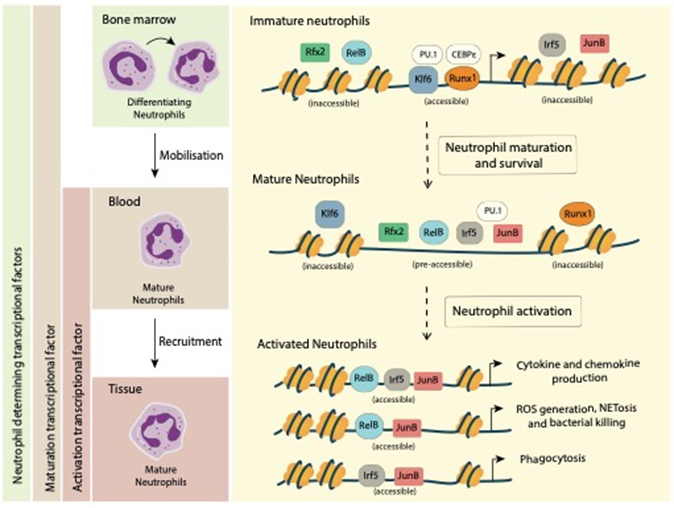 Neutrophil determining transcriptional factors
Maturation transcriptional factor
Activation transcriptional factor
Bone marrow
Differentiating
Neutrophils
Mobilisation
Blood
Mature
Neutrophils
Recruitment
Tissue
Mature
Neutrophils
Immature neutrophils
Rfx2
RelB
PU.1
CEBPε
Klf6
Runx1
Irf5
JunB
(inaccessible)
(accessible)
(inaccessible)
Neutrophil maturation
and survival
Mature Neutrophils
Klf6
Rfx2
RelB
Irf5
PU.1
JunB
Runx1
(inaccessible)
(pre-accessible)
(inaccessible)
Neutrophil activation
Activated Neutrophils
RelB
Irf5
JunB
(accessible)
Cytokine and chemokine
production
RelB
JunB
(accessible)
ROS generation, NETosis
and bacterial killing
Irf5
JunB
(accessible)
Phagocytosis